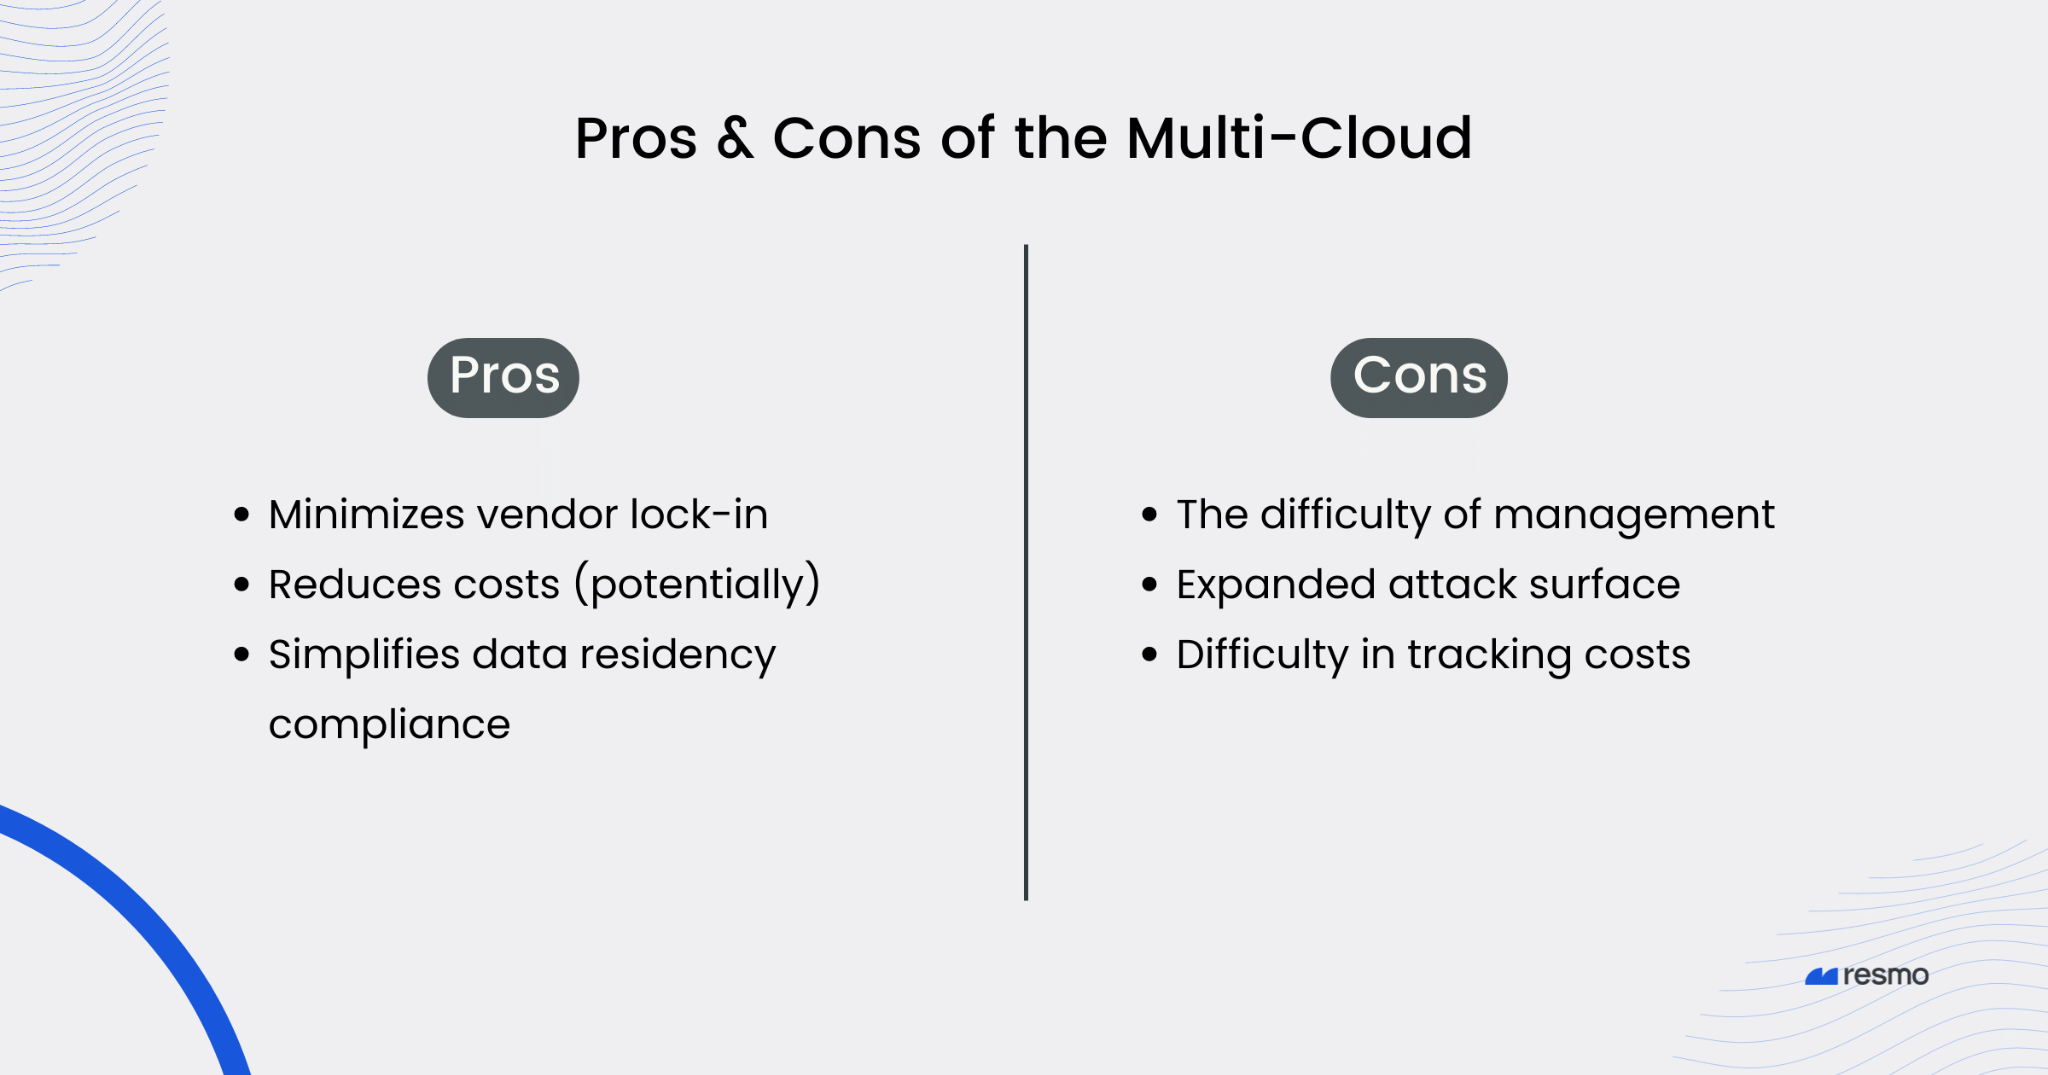 Pros & Cons of the Multi-Cloud
Pros
• Minimizes vendor lock-in
• Reduces costs (potentially)
• Simplifies data residency
compliance
Cons
• The difficulty of management
• Expanded attack surface
• Difficulty in tracking costs
resmo